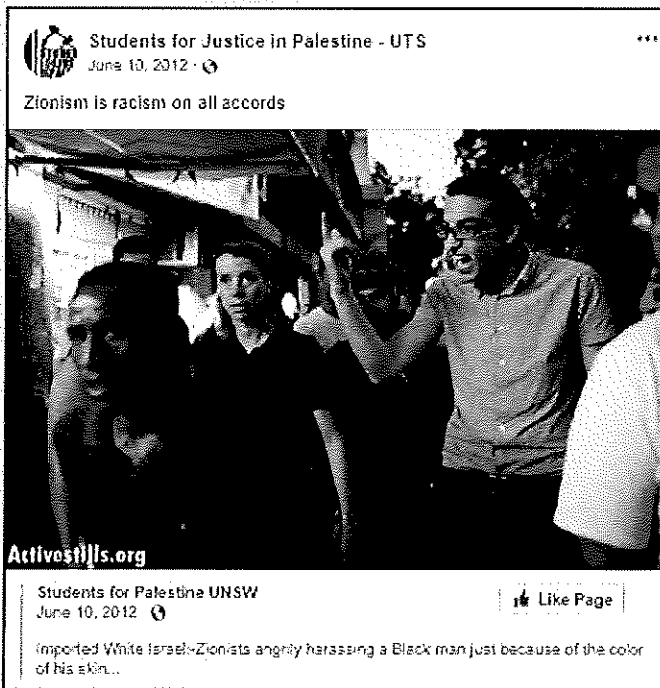 Students for Justice in Palestine - UTS
June 10, 2012
Zionism is racism on all accords
Activestills.org
Students for Palestine UNSW
June 10, 2012
Like Page
Imported White Israeli-Zionists angrily harassing a Black man just because of the color
of his skin...